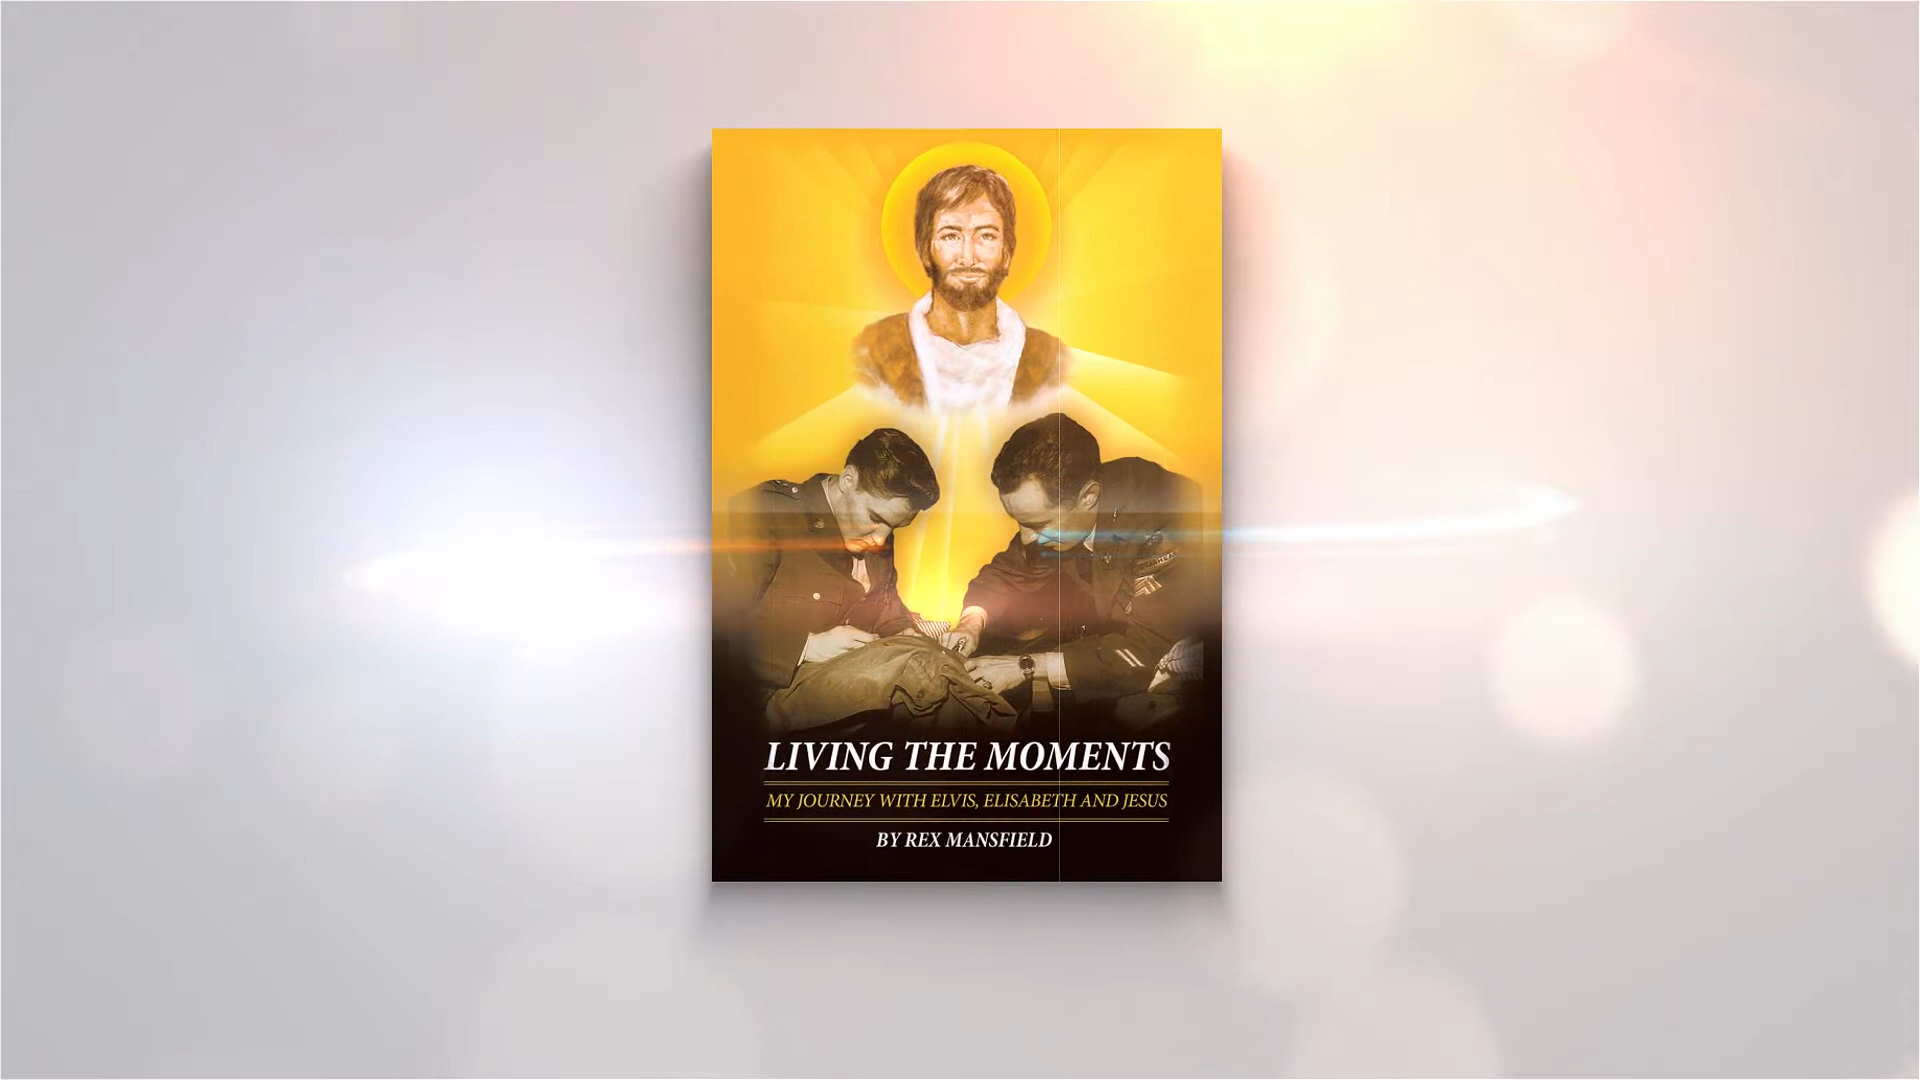 LIVING THE MOMENTS
MY JOURNEY WITH ELVIS, ELISABETH AND JESUS
BY REX MANSFIELD